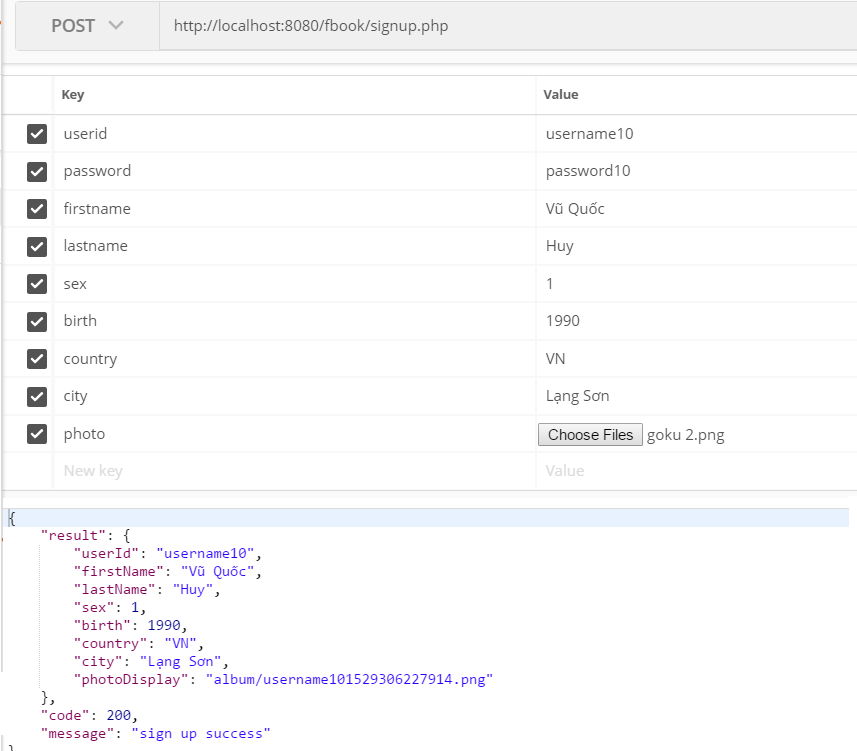 POST http://localhost:8080/fbook/signup.php
Key Value
userid username10
password password10
firstname Vũ Quốc
lastname Huy
sex 1
birth 1990
country VN
city Lạng Sơn
photo Choose Files goku 2.png
New key Value
{
"result": {
"userId": "username10",
"firstName": "Vũ Quốc",
"lastName": "Huy",
"sex": 1,
"birth": 1990,
"country": "VN",
"city": "Lạng Sơn",
"photoDisplay": "album/username101529306227914.png"
},
"code": 200,
"message": "sign up success"
}